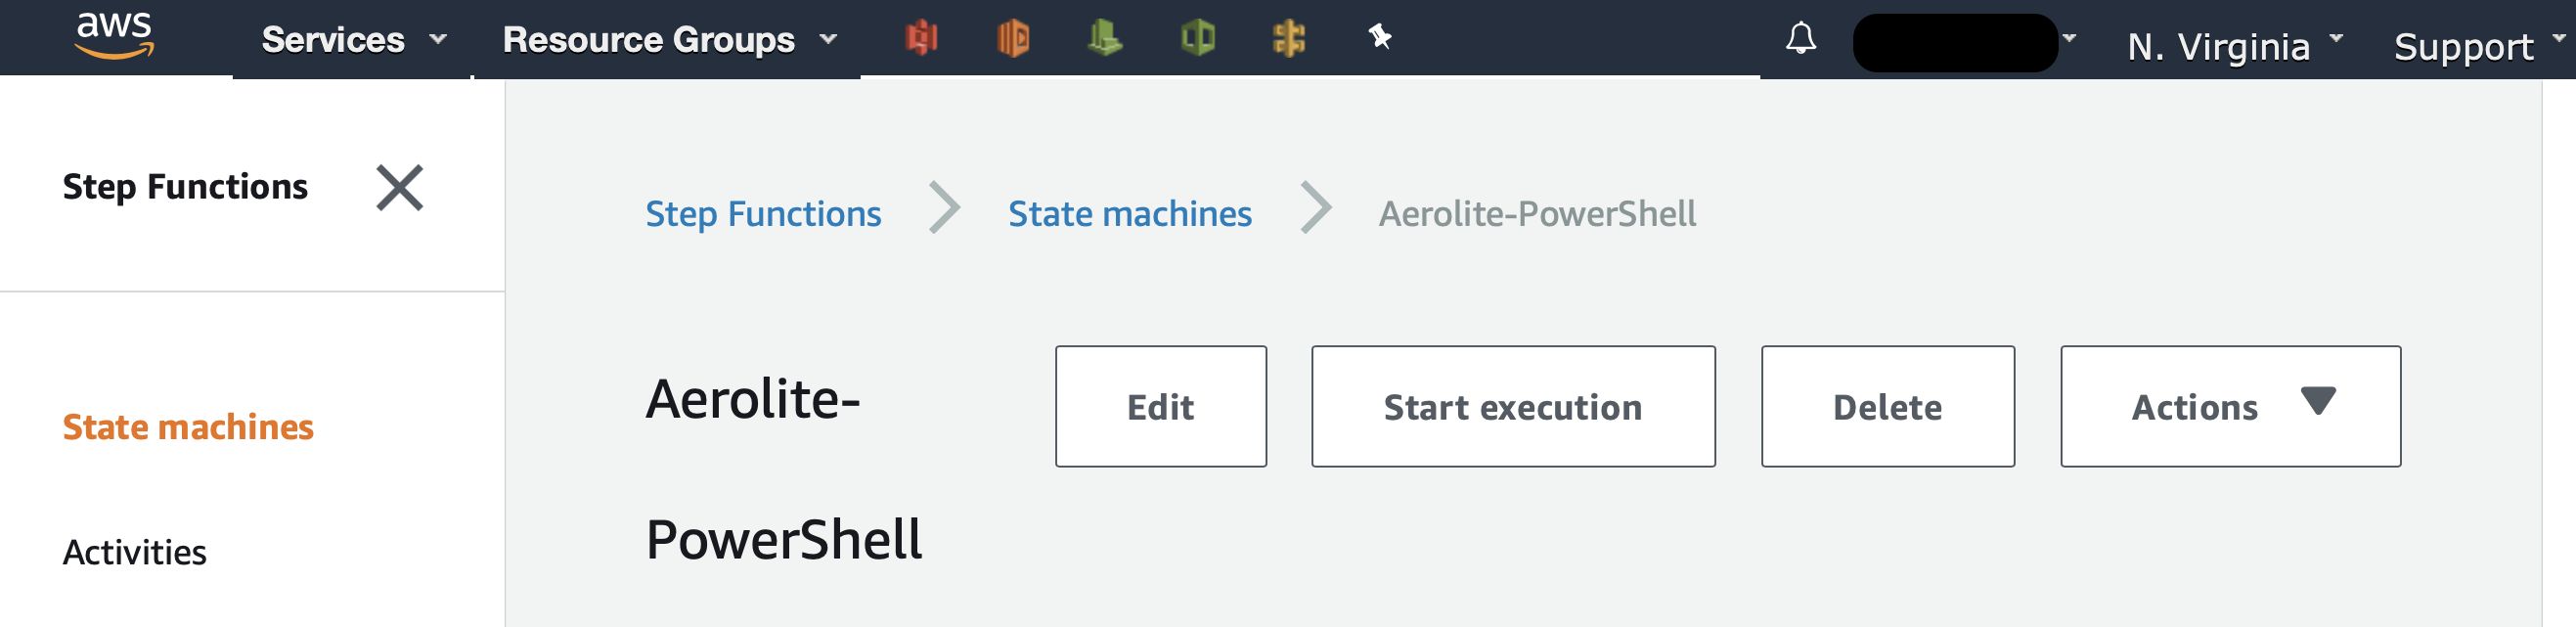 aws Services Resource Groups N. Virginia Support
Step Functions
Step Functions State machines Aerolite-PowerShell
Aerolite-
PowerShell
Edit Start execution Delete Actions
State machines
Activities